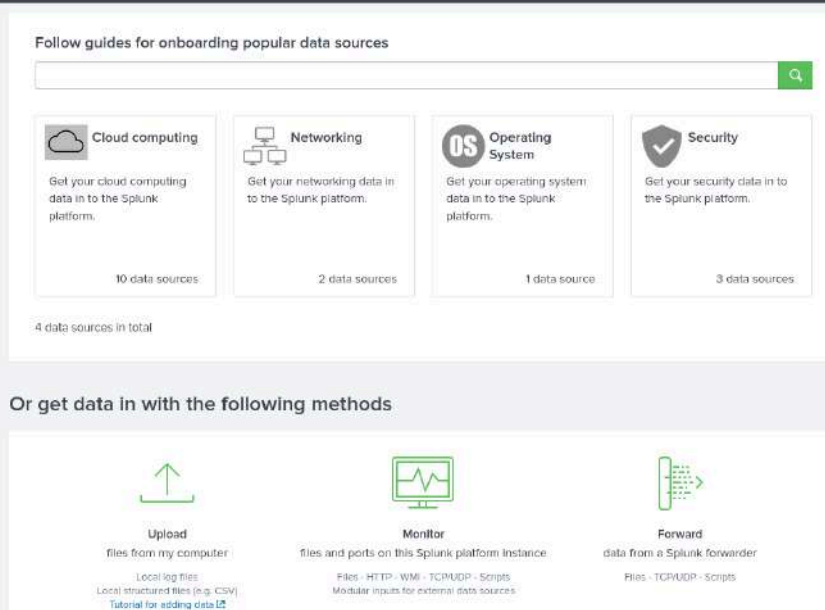 Follow guides for onboarding popular data sources
Cloud computing
Get your cloud computing
data in to the Splunk
platform.
10 data sources
Networking
Get your networking data in
to the Splunk platform.
2 data sources
OS
Operating
System
Get your operating system
data in to the Splunk
platform.
1 data source
Security
Get your security data in to
the Splunk platform.
3 data sources
4 data sources in total
Or get data in with the following methods
Upload
files from my computer
Local log files
Local structured files (e.g. CSV)
Tutorial for adding data
Monitor
files and ports on this Splunk platform instance
Files - HTTP - WMI - TCP/UDP - Scripts
Modular inputs for external data sources
Forward
data from a Splunk forwarder
Files - TCP/UDP - Scripts